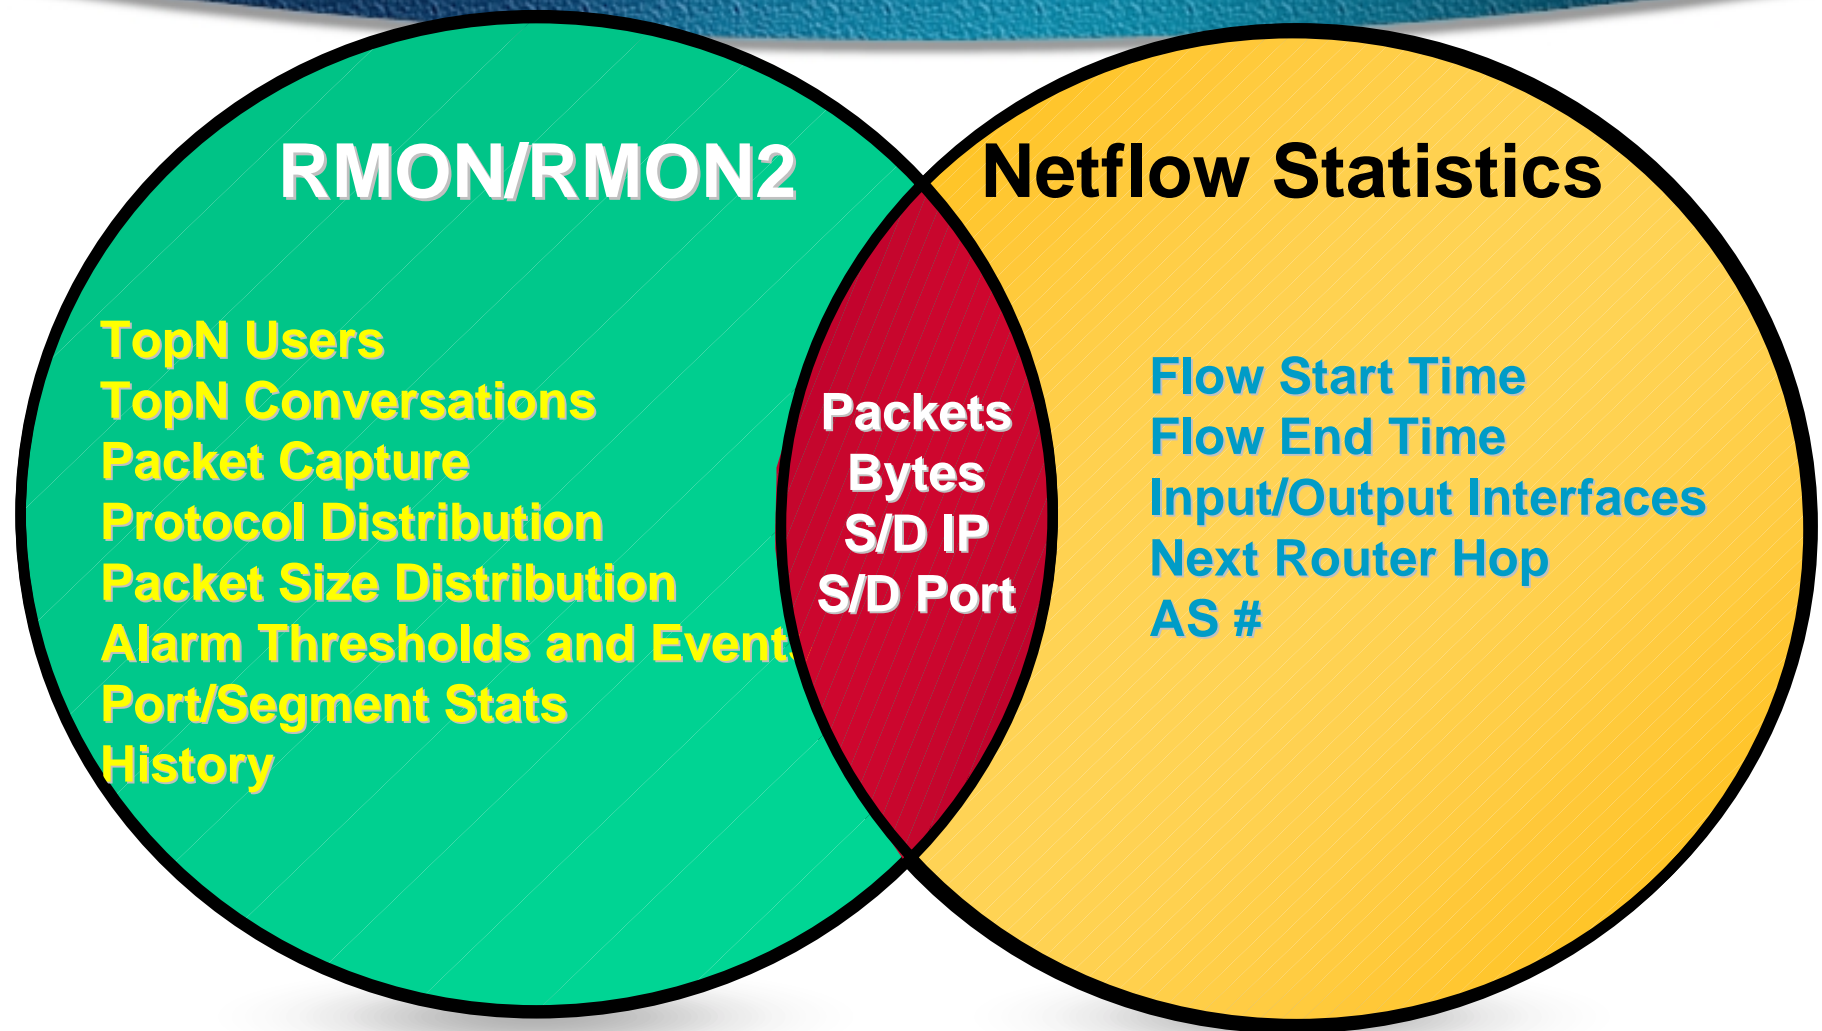 RMON/RMON2
TopN Users
TopN Conversations
Packet Capture
Protocol Distribution
Packet Size Distribution
Alarm Thresholds and Events
Port/Segment Stats
History
Packets
Bytes
S/D IP
S/D Port
Netflow Statistics
Flow Start Time
Flow End Time
Input/Output Interfaces
Next Router Hop
AS #